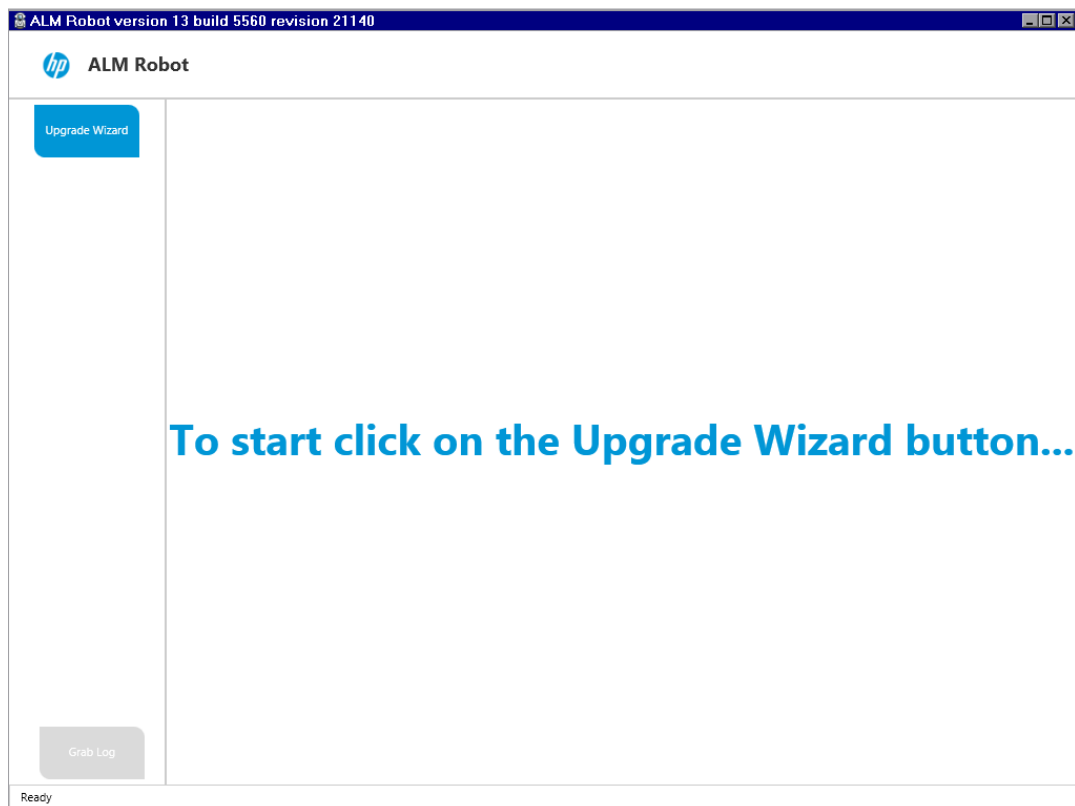 ALM Robot version 13 build 5560 revision 21140
hp ALM Robot
Upgrade Wizard
To start click on the Upgrade Wizard button...
Grab Log
Ready